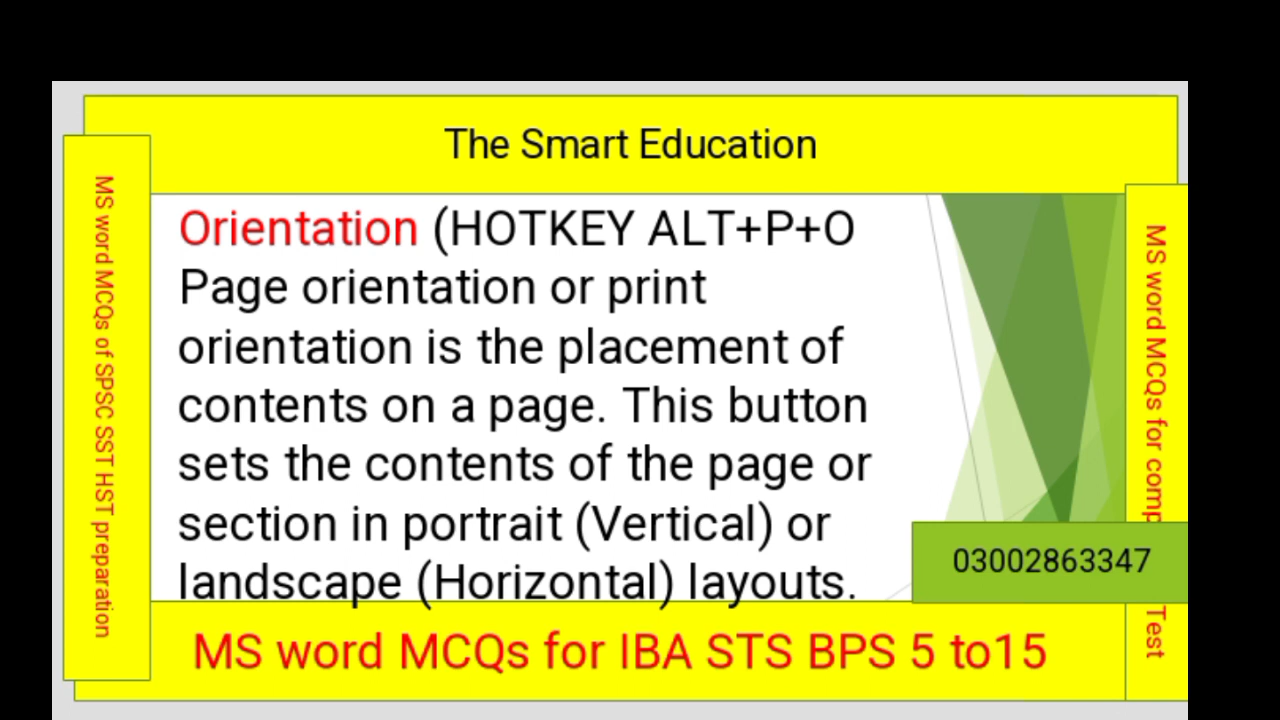 The Smart Education
MS word MCQs of SPSC SST HST preparation
Orientation (HOTKEY ALT+P+O
Page orientation or print
orientation is the placement of
contents on a page. This button
sets the contents of the page or
section in portrait (Vertical) or
landscape (Horizontal) layouts.
MS word MCQs for Test
03002863347
MS word MCQs for IBA STS BPS 5 to15